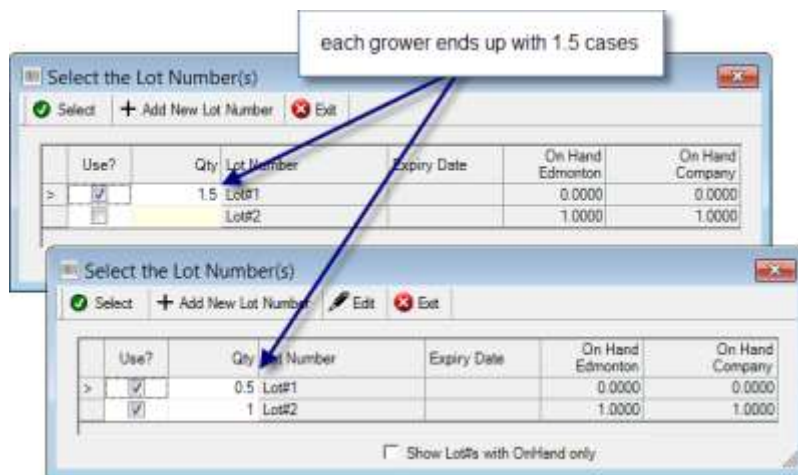 each grower ends up with 1.5 cases
Select the Lot Number(s)
Select Add New Lot Number Exit
Use? Qty Lot Number Expiry Date On Hand Edmonton On Hand Company
> 1.5 Lot#1 0.0000 0.0000
Lot#2 1.0000 1.0000
Select the Lot Number(s)
Select Add New Lot Number Edit Exit
Use? Qty Lot Number Expiry Date On Hand Edmonton On Hand Company
> 0.5 Lot#1 0.0000 0.0000
1 Lot#2 1.0000 1.0000
Show Lot#s with OnHand only